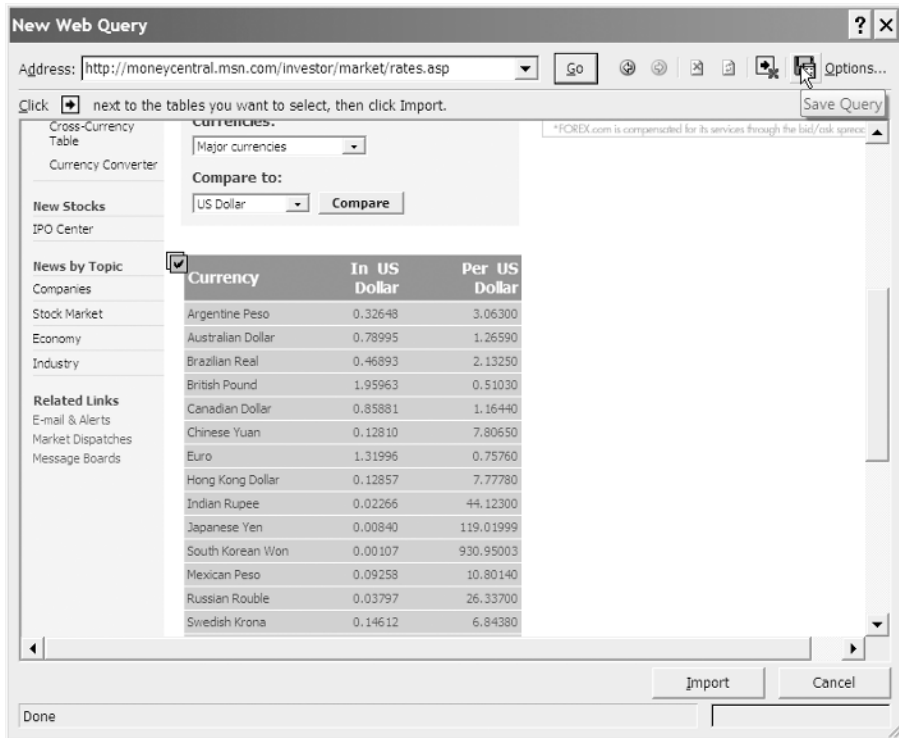 New Web Query
Address: http://moneycentral.msn.com/investor/market/rates.asp Go Options...
Click next to the tables you want to select, then click Import.
Save Query
Cross-Currency
Table
Currency Converter
New Stocks
IPO Center
News by Topic
Companies
Stock Market
Economy
Industry
Related Links
E-mail & Alerts
Market Dispatches
Message Boards
Currencies:
Major currencies
Compare to:
US Dollar Compare
*FOREX.com is compensated for its services through the bid/ask spreac
Currency In US Dollar Per US Dollar
Argentine Peso 0.32648 3.06300
Australian Dollar 0.78995 1.26590
Brazilian Real 0.46893 2.13250
British Pound 1.95963 0.51030
Canadian Dollar 0.85881 1.16440
Chinese Yuan 0.12810 7.80650
Euro 1.31996 0.75760
Hong Kong Dollar 0.12857 7.77780
Indian Rupee 0.02266 44.12300
Japanese Yen 0.00840 119.01999
South Korean Won 0.00107 930.95003
Mexican Peso 0.09258 10.80140
Russian Rouble 0.03797 26.33700
Swedish Krona 0.14612 6.84380
Import Cancel
Done